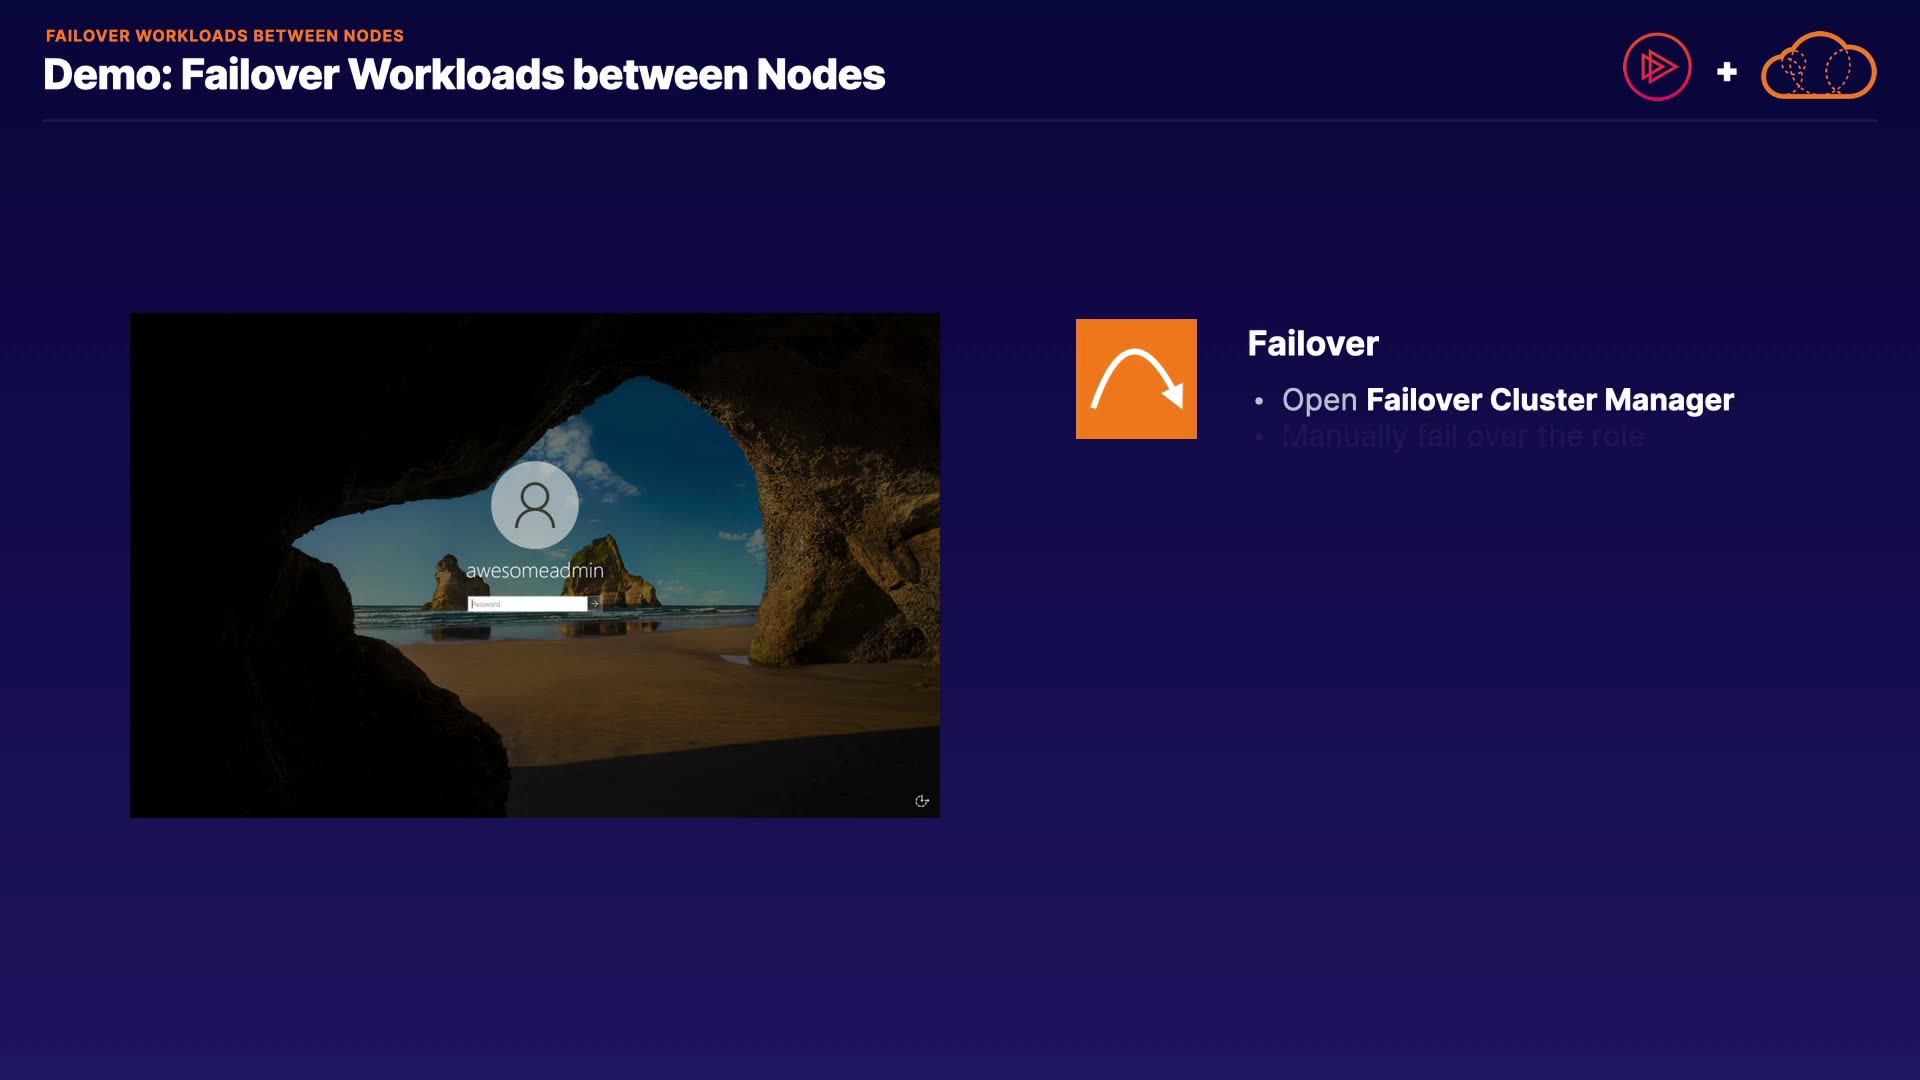 FAILOVER WORKLOADS BETWEEN NODES
Demo: Failover Workloads between Nodes
+
awesomeadmin
Password
Failover
• Open Failover Cluster Manager
• Manually fail over the role